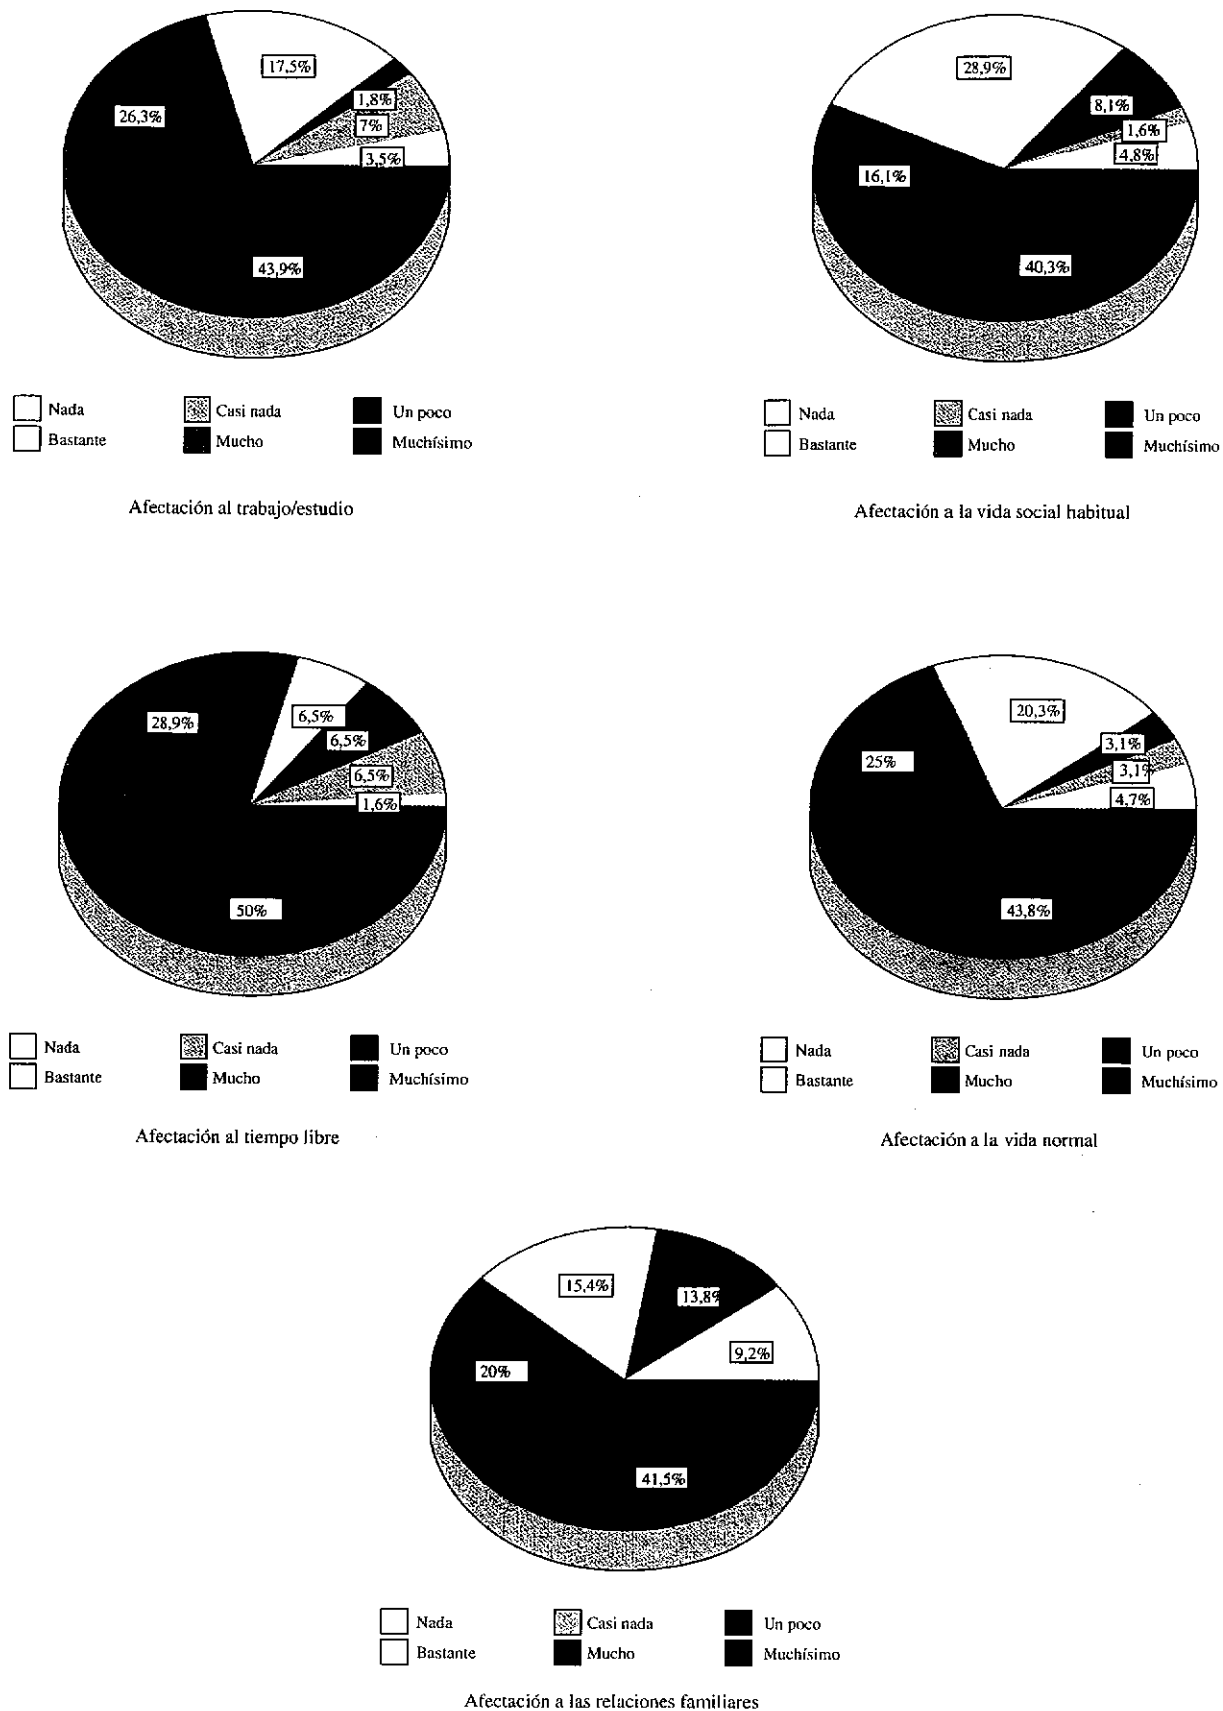 17,5%
26,3%
1,8%
7%
3,5%
43,9%
Nada Casi nada Un poco
Bastante Mucho Muchísimo
Afectación al trabajo/estudio
28,9%
8,1%
1,6%
4,8%
16,1%
40,3%
Nada Casi nada Un poco
Bastante Mucho Muchísimo
Afectación a la vida social habitual
28,9%
6,5%
6,5%
6,5%
1,6%
50%
Nada Casi nada Un poco
Bastante Mucho Muchísimo
Afectación al tiempo libre
20,3%
25%
3,1%
3,1%
4,7%
43,8%
Nada Casi nada Un poco
Bastante Mucho Muchísimo
Afectación a la vida normal
15,4%
13,8%
9,2%
20%
41,5%
Nada Casi nada Un poco
Bastante Mucho Muchísimo
Afectación a las relaciones familiares